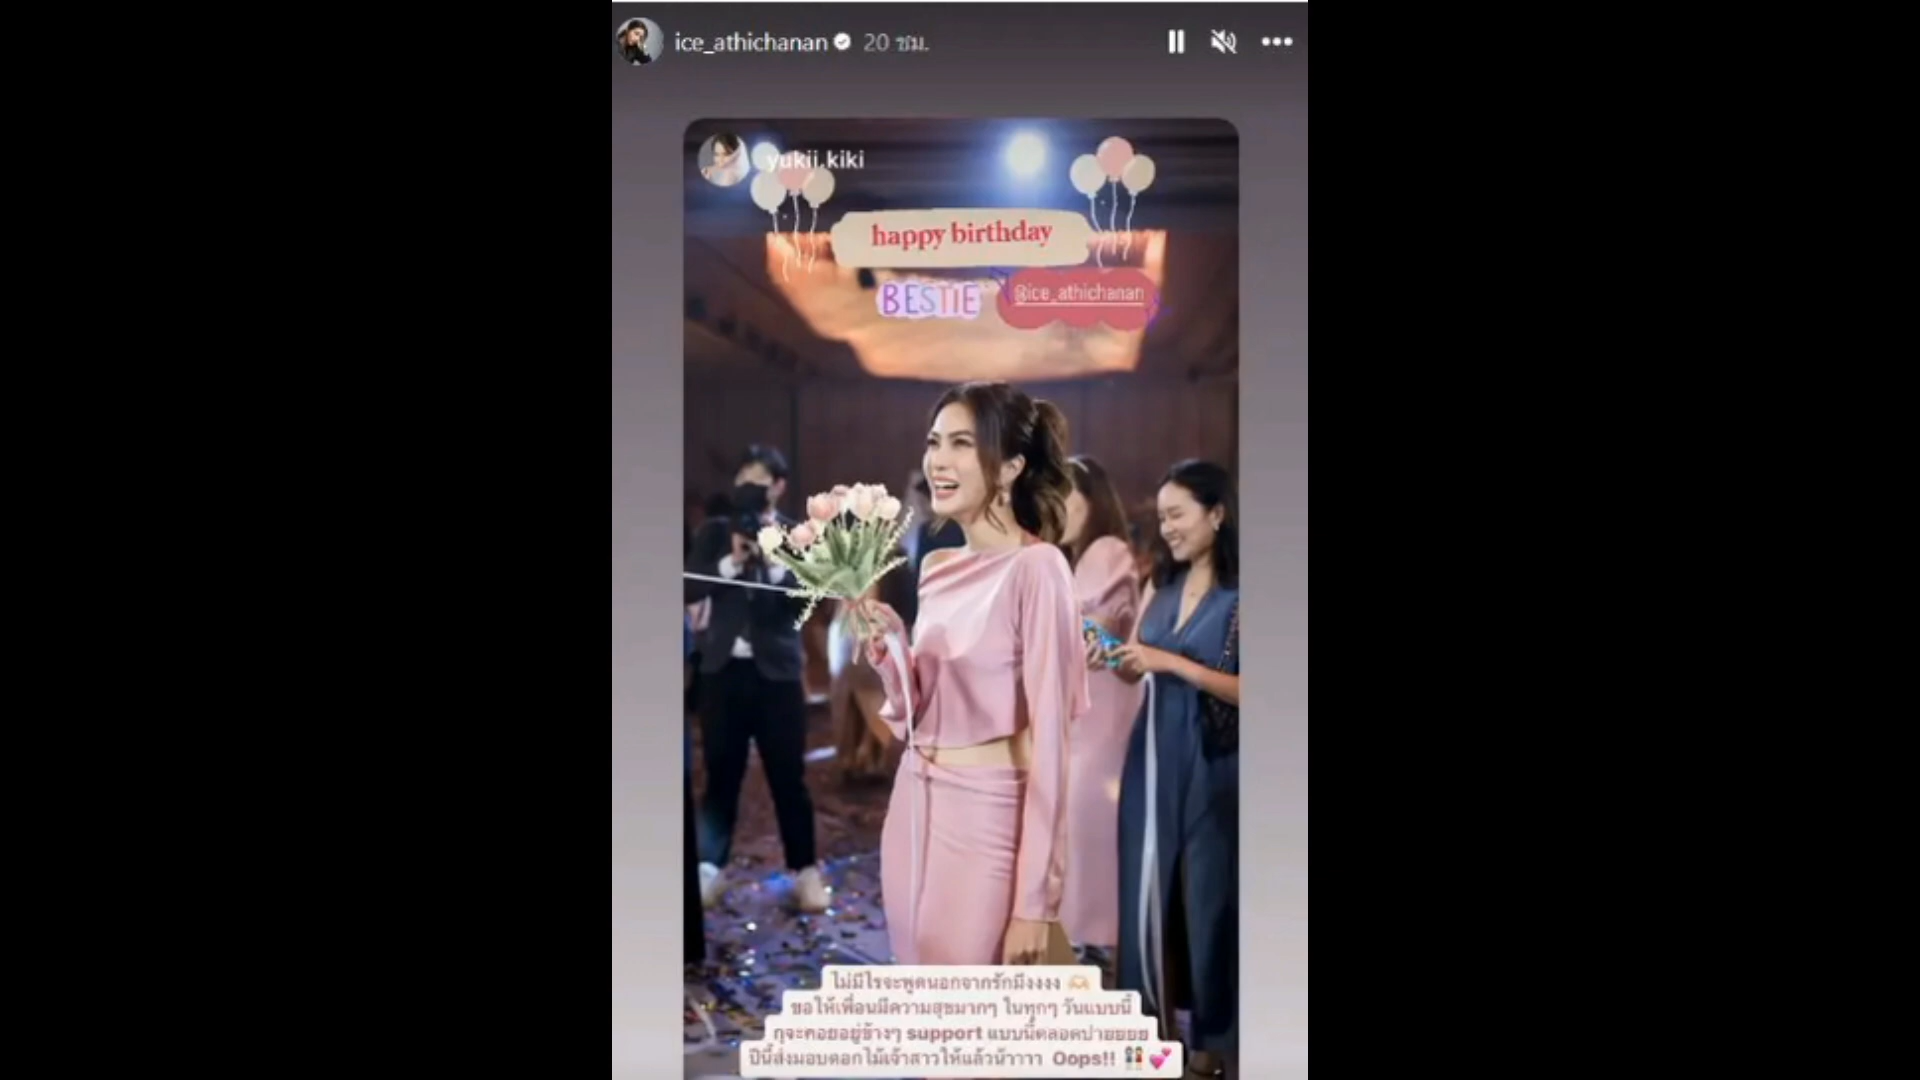 ice_athichanan 20 ชม.
yukii.kiki
happy birthday
BESTIE @ice_athichanan
ไม่มีไรจะพูดนอกจากรักมึงงงง 🫶🏻
ขอให้เพื่อนมีความสุขมากๆ ในทุกๆ วันแบบนี้
กุจะคอยอยู่ข้างๆ support แบบนี้ตลอดปายยยย
ปีนี้ส่งมอบดอกไม้เจ้าสาวให้แล้วน้าาาา Oops!! 👭 💕